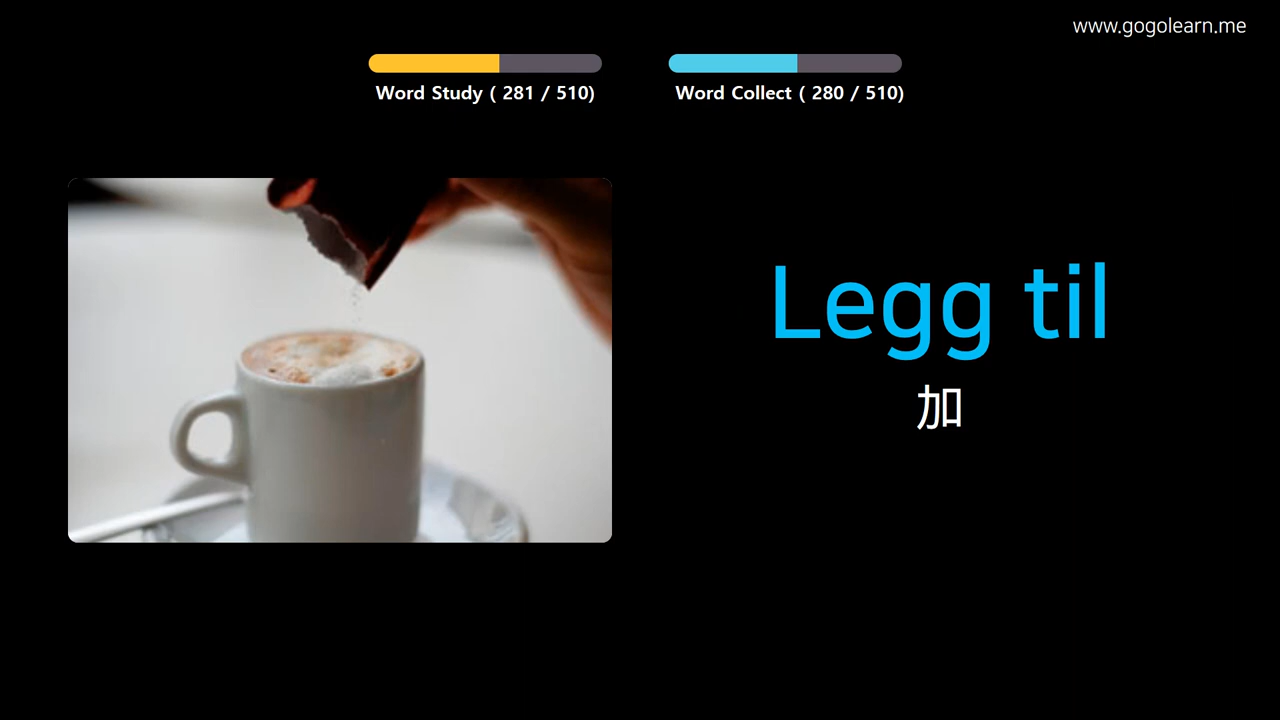 www.gogolearn.me
Word Study ( 281 / 510)
Word Collect ( 280 / 510)
Legg til
加